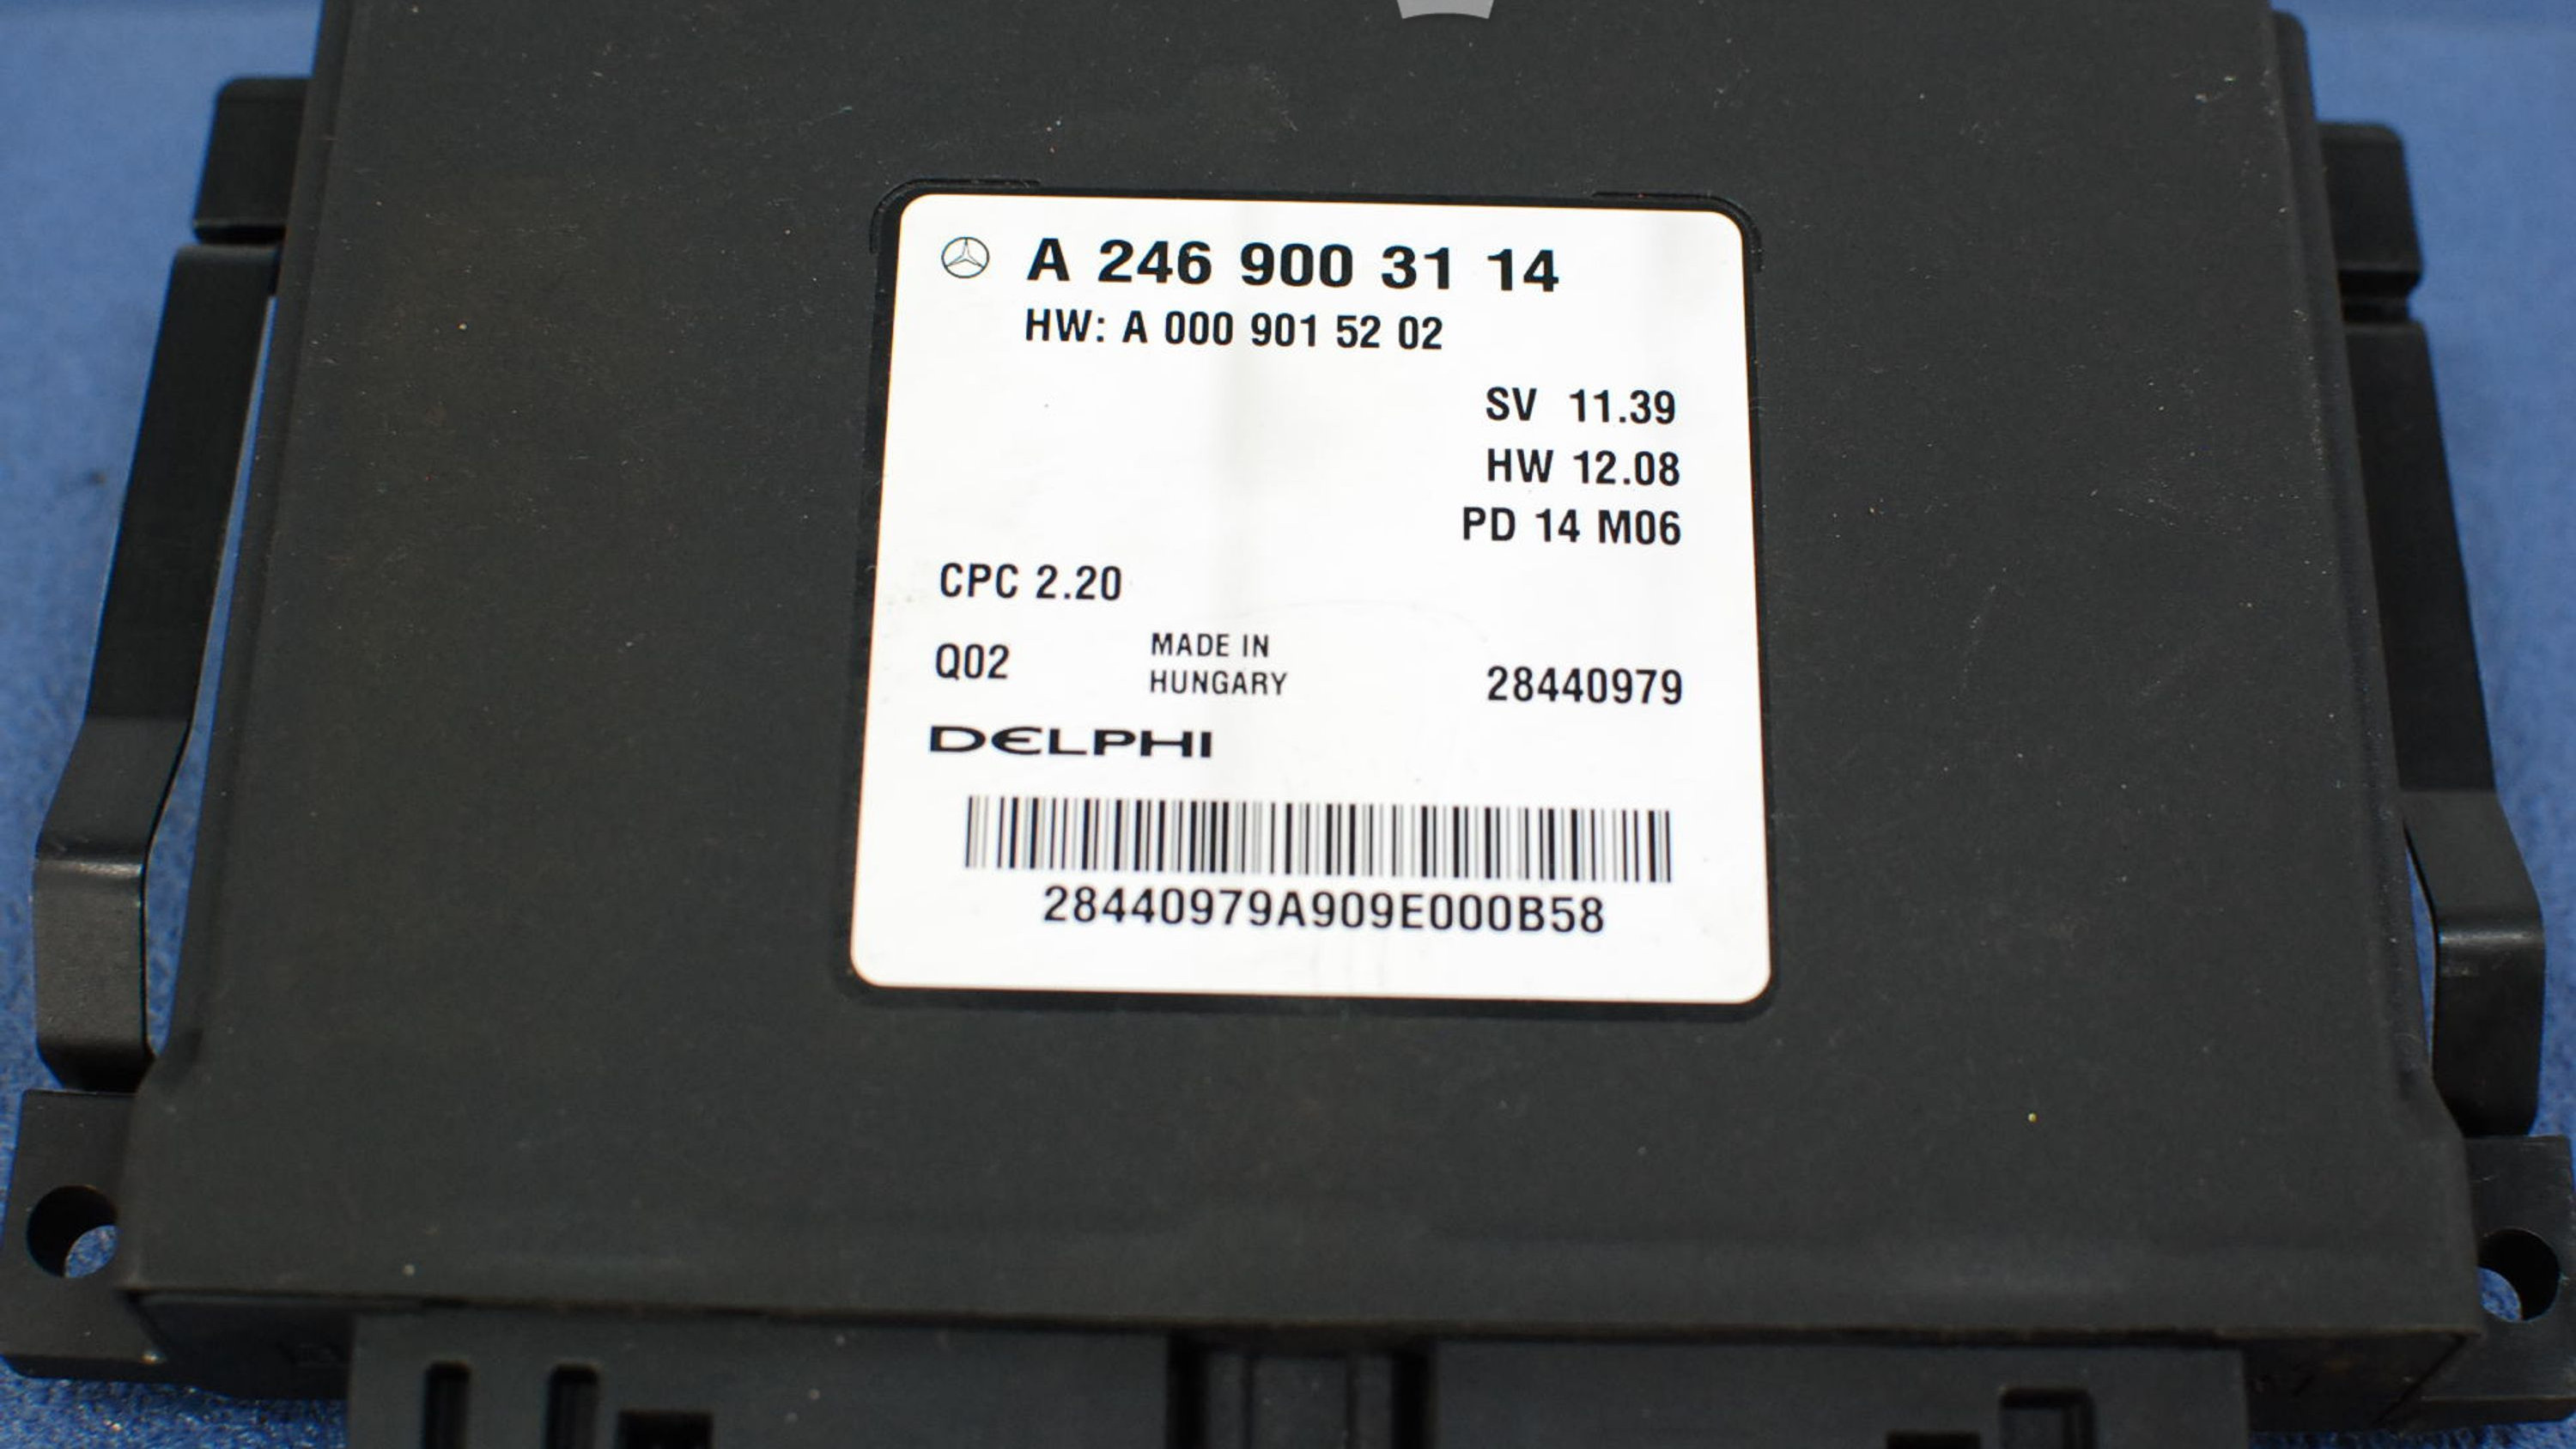 A 246 900 31 14
HW: A 000 901 52 02
SV 11.39
HW 12.08
PD 14 M06
CPC 2.20
Q02
MADE IN
HUNGARY
28440979
DELPHI
28440979A909E000B58